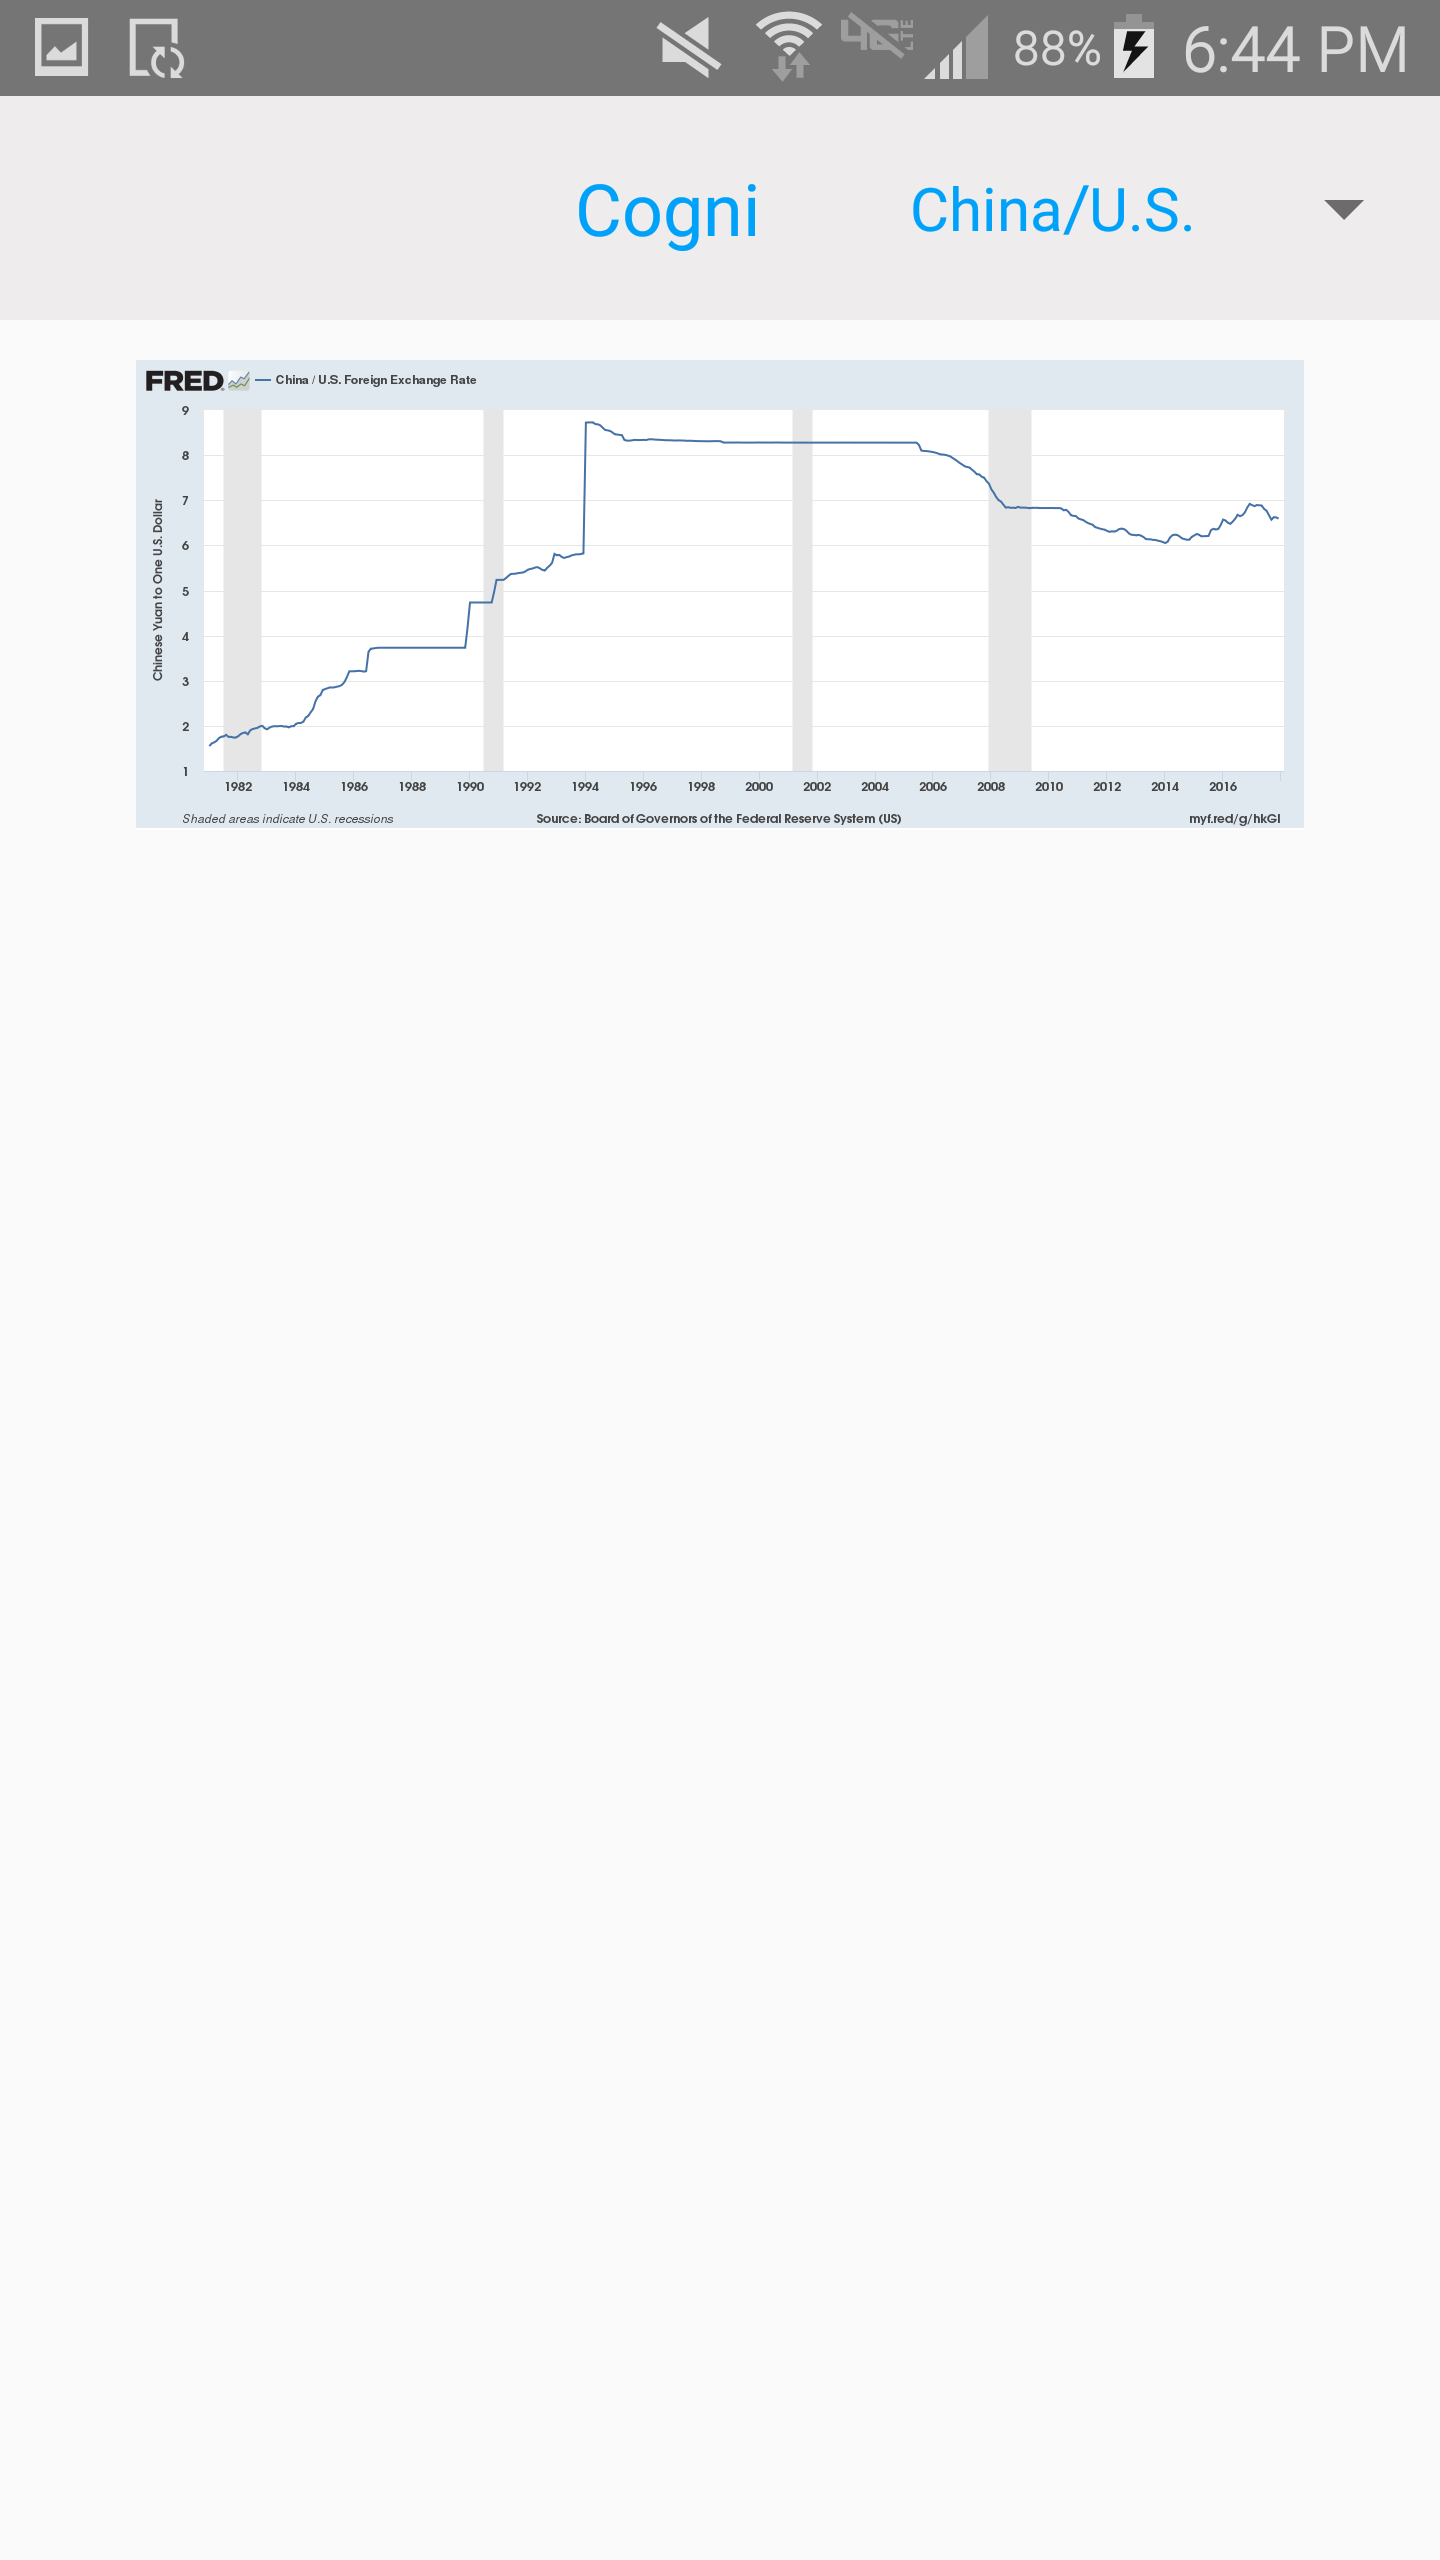 4G LTE 88% 6:44 PM
Cogni China/U.S.
FRED China / U.S. Foreign Exchange Rate
Chinese Yuan to One U.S. Dollar
9
8
7
6
5
4
3
2
1
1982 1984 1986 1988 1990 1992 1994 1996 1998 2000 2002 2004 2006 2008 2010 2012 2014 2016
Shaded areas indicate U.S. recessions Source: Board of Governors of the Federal Reserve System (US) myf.red/g/hkGI